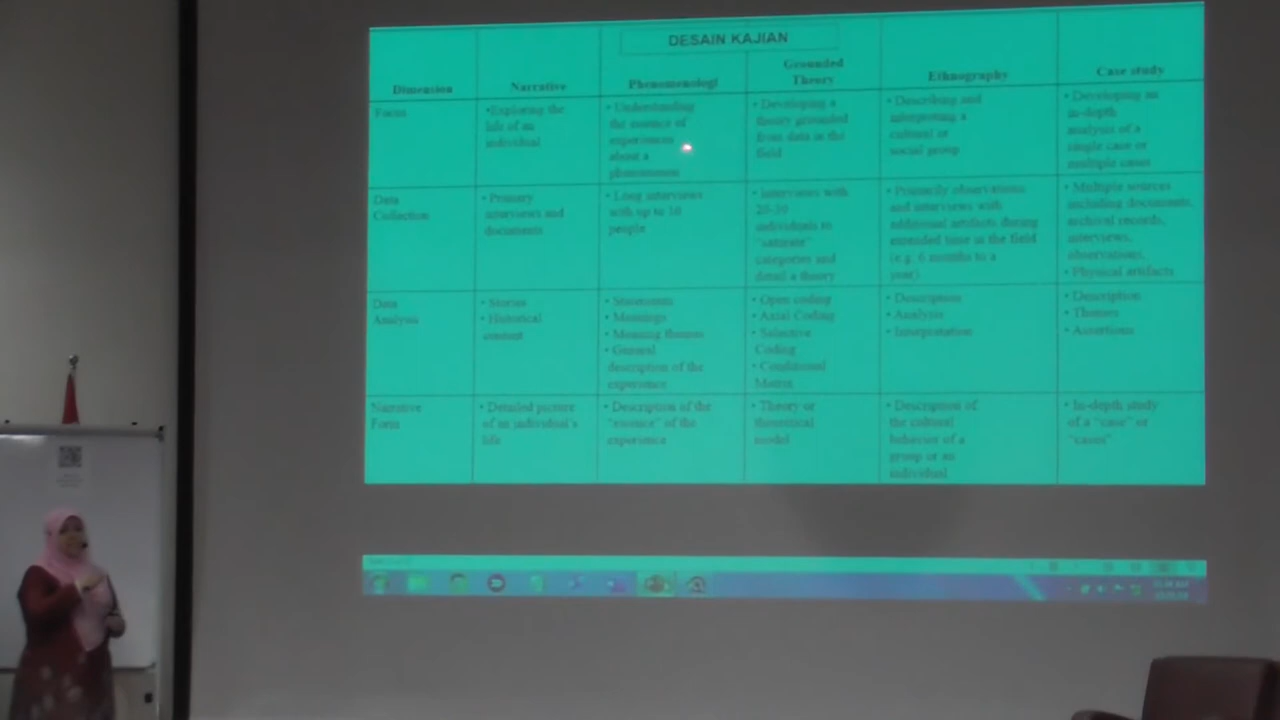 DESAIN KAJIAN
Dimension
Narrative
Phenomenologi
Grounded
Theory
Ethnography
Case study
Focus
•Exploring the
life of an
individual
• Understanding
the essence of
experiences
about a
phenomenon
• Developing a
theory grounded
from data in the
field
• Describing and
interpreting a
cultural or
social group
• Developing an
in-depth
analysis of a
single case or
multiple cases
Data
Collection
• Primary
interviews and
documents
• Long interviews
with up to 10
people
• Interviews with
20-30
individuals to
"saturate"
categories and
detail a theory
• Primarily observations
and interviews with
additional artifacts during
extended time in the field
(e.g. 6 months to a
year)
• Multiple sources
including documents,
archival records,
interviews,
observations,
• Physical artifacts
Data
Analysis
• Stories
• Historical
content
• Statements
• Meanings
• Meaning themes
• General
description of the
experience
• Open coding
• Axial Coding
• Selective
Coding
• Conditional
Matrix
• Description
• Analysis
• Interpretation
• Description
• Themes
• Assertions
Narrative
Form
• Detailed picture
of an individual's
life
• Description of the
"essence" of the
experience
• Theory or
theoretical
model
• Description of
the cultural
behavior of a
group or an
individual
• In-depth study
of a "case" or
"cases"